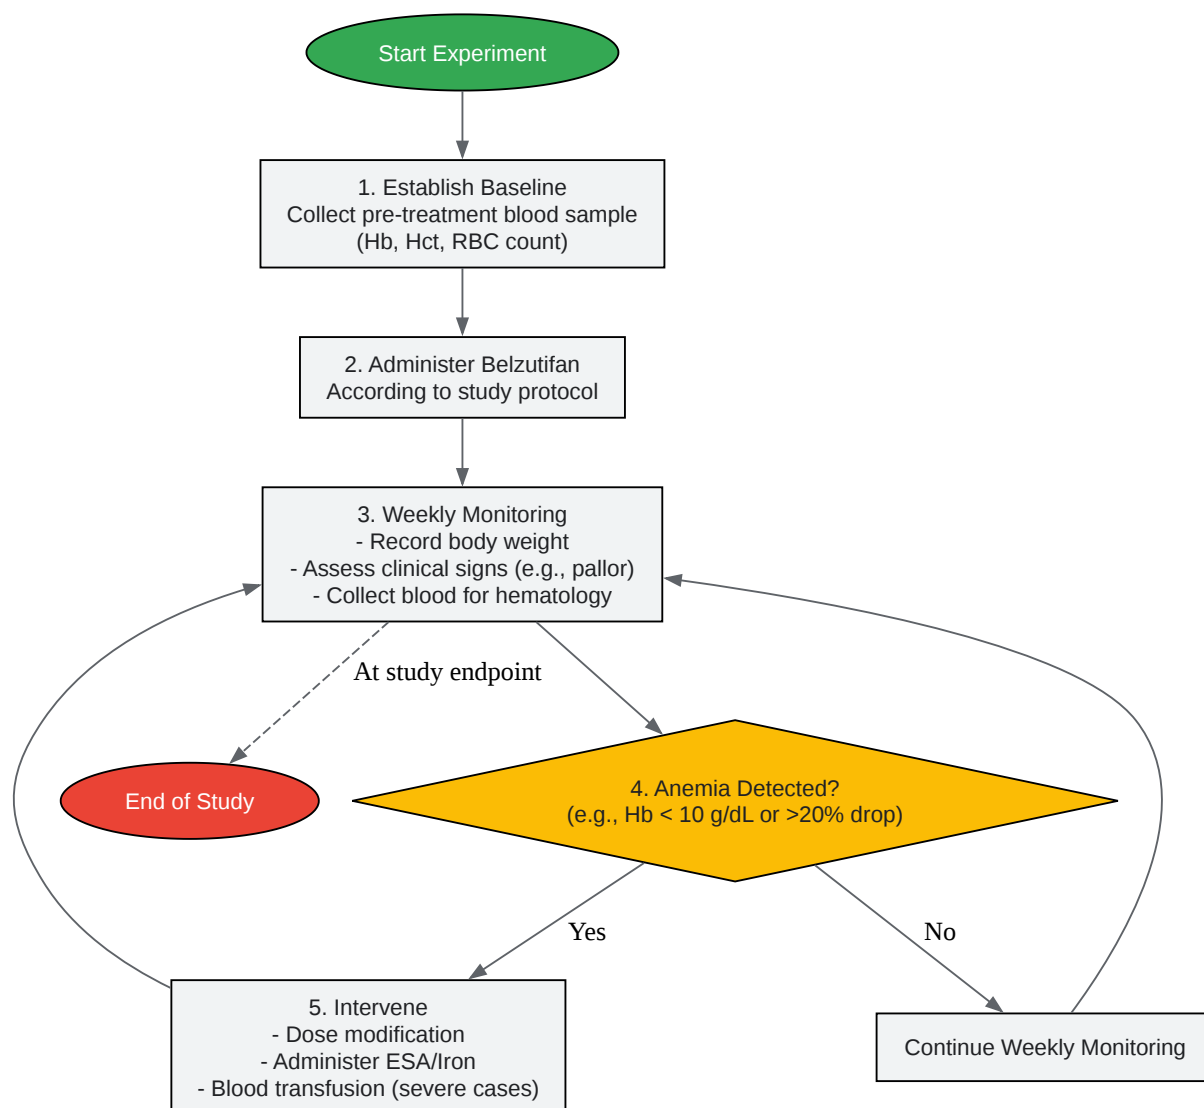 Start Experiment
1. Establish Baseline
Collect pre-treatment blood sample
(Hb, Hct, RBC count)
2. Administer Belzutifan
According to study protocol
3. Weekly Monitoring
- Record body weight
- Assess clinical signs (e.g., pallor)
- Collect blood for hematology
At study endpoint
End of Study
4. Anemia Detected?
(e.g., Hb < 10 g/dL or >20% drop)
Yes
No
5. Intervene
- Dose modification
- Administer ESA/Iron
- Blood transfusion (severe cases)
Continue Weekly Monitoring